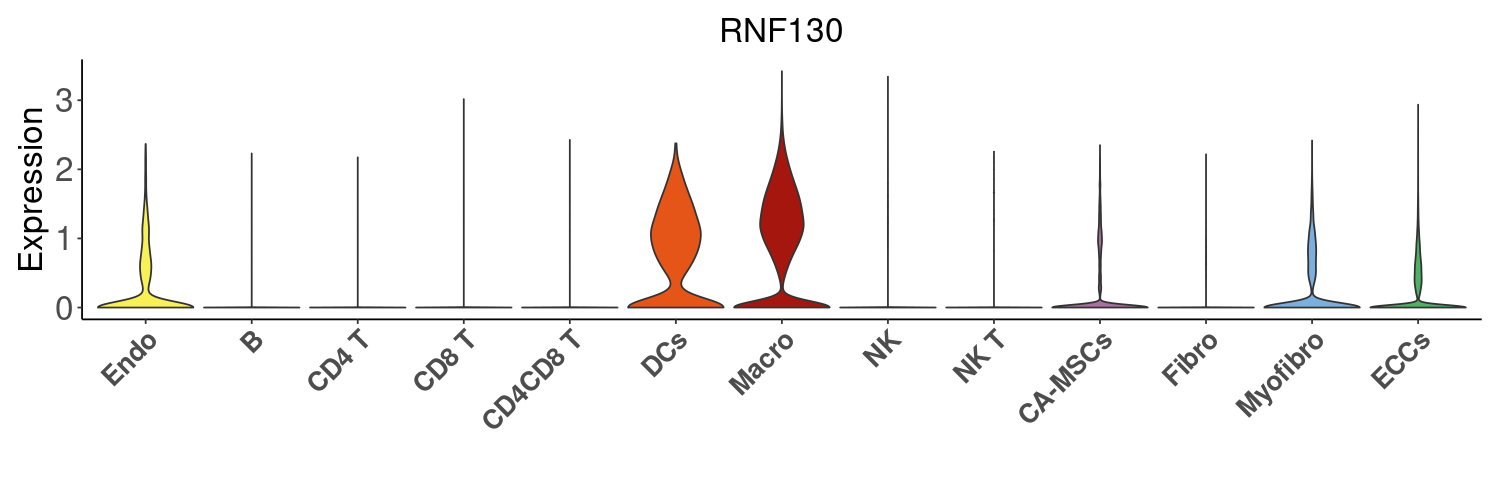 RNF130
Expression
3
2
1
0
Endo
B
CD4 T
CD8 T
CD4CD8 T
DCs
Macro
NK
NK T
CA-MSCs
Fibro
Myofibro
ECCs